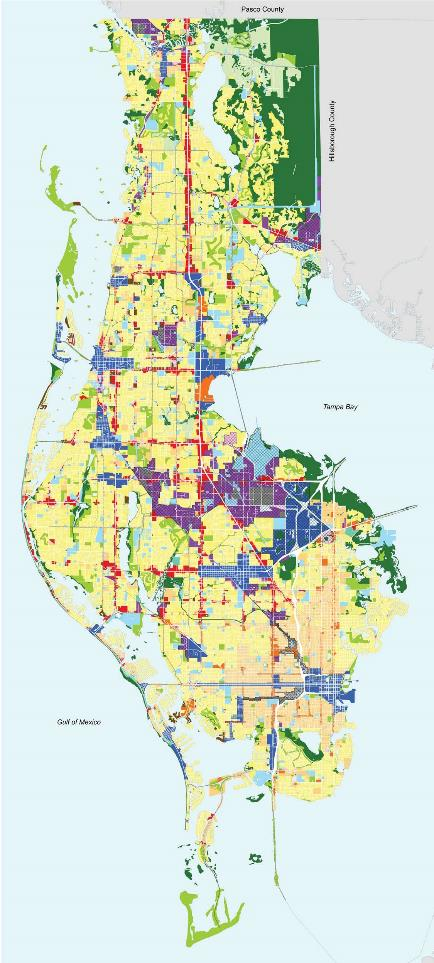 Pasco County
Hillsborough County
Tampa Bay
Gulf of Mexico